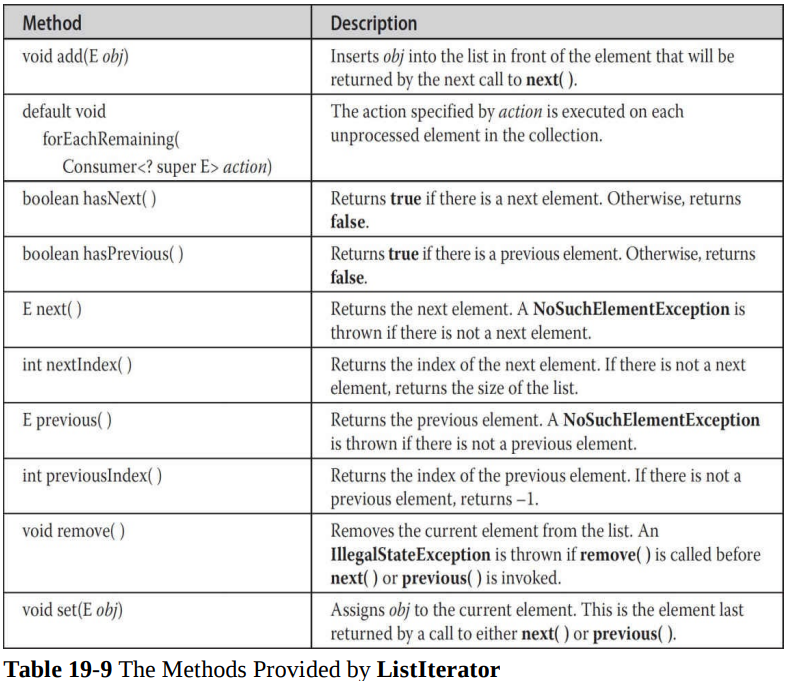 Method Description
void add(E obj) Inserts obj into the list in front of the element that will be
returned by the next call to next( ).
default void The action specified by action is executed on each
forEachRemaining( unprocessed element in the collection.
Consumer<? super E> action)
boolean hasNext( ) Returns true if there is a next element. Otherwise, returns
false.
boolean hasPrevious( ) Returns true if there is a previous element. Otherwise, returns
false.
E next( ) Returns the next element. A NoSuchElementException is
thrown if there is not a next element.
int nextIndex( ) Returns the index of the next element. If there is not a next
element, returns the size of the list.
E previous( ) Returns the previous element. A NoSuchElementException
is thrown if there is not a previous element.
int previousIndex( ) Returns the index of the previous element. If there is not a
previous element, returns –1.
void remove( ) Removes the current element from the list. An
IllegalStateException is thrown if remove( ) is called before
next( ) or previous( ) is invoked.
void set(E obj) Assigns obj to the current element. This is the element last
returned by a call to either next( ) or previous( ).
Table 19-9 The Methods Provided by ListIterator